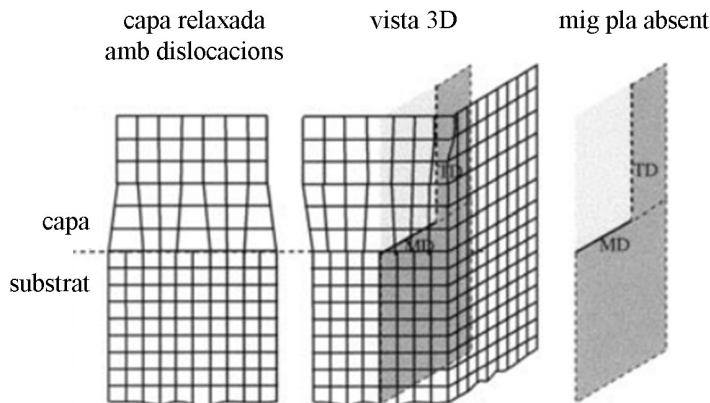 capa relaxada
amb dislocacions
vista 3D
mig pla absent
capa
substrat
TD
MD
TD
MD